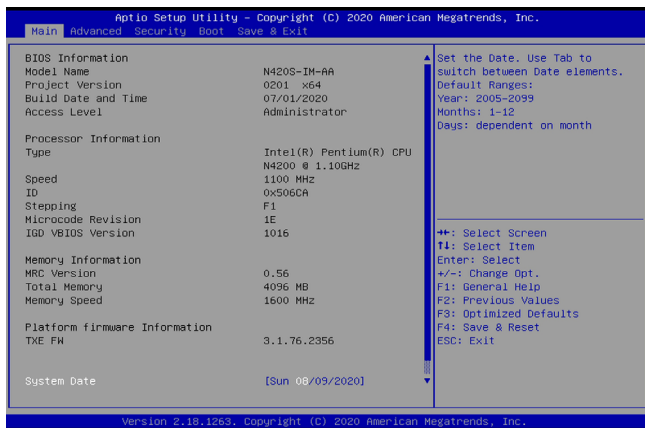 Aptio Setup Utility – Copyright (C) 2020 American Megatrends, Inc.
Main Advanced Security Boot Save & Exit
BIOS Information
Model Name N420S-IM-AA
Project Version 0201 x64
Build Date and Time 07/01/2020
Access Level Administrator
Processor Information
Type Intel(R) Pentium(R) CPU
N4200 @ 1.10GHz
Speed 1100 MHz
ID 0x506CA
Stepping F1
Microcode Revision 1E
IGD VBIOS Version 1016
Memory Information
MRC Version 0.56
Total Memory 4096 MB
Memory Speed 1600 MHz
Platform firmware Information
TXE FW 3.1.76.2356
System Date [Sun 08/09/2020]
Set the Date. Use Tab to
switch between Date elements.
Default Ranges:
Year: 2005-2099
Months: 1-12
Days: dependent on month
→←: Select Screen
↑↓: Select Item
Enter: Select
+/-: Change Opt.
F1: General Help
F2: Previous Values
F3: Optimized Defaults
F4: Save & Reset
ESC: Exit
Version 2.18.1263. Copyright (C) 2020 American Megatrends, Inc.